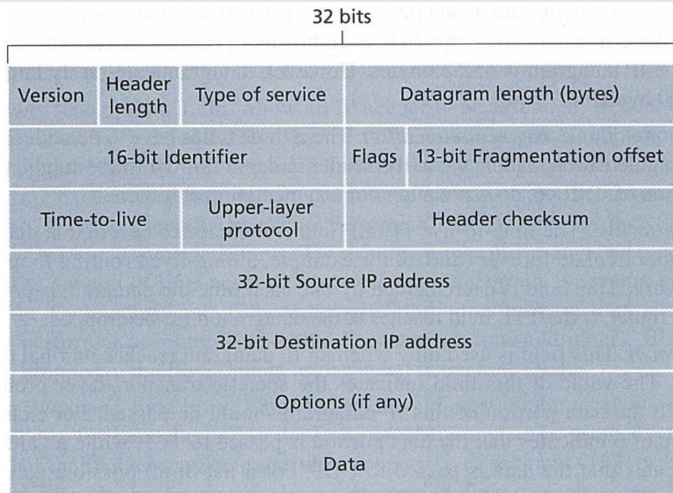 32 bits
Version
Header
length
Type of service
Datagram length (bytes)
16-bit Identifier
Flags
13-bit Fragmentation offset
Time-to-live
Upper-layer
protocol
Header checksum
32-bit Source IP address
32-bit Destination IP address
Options (if any)
Data